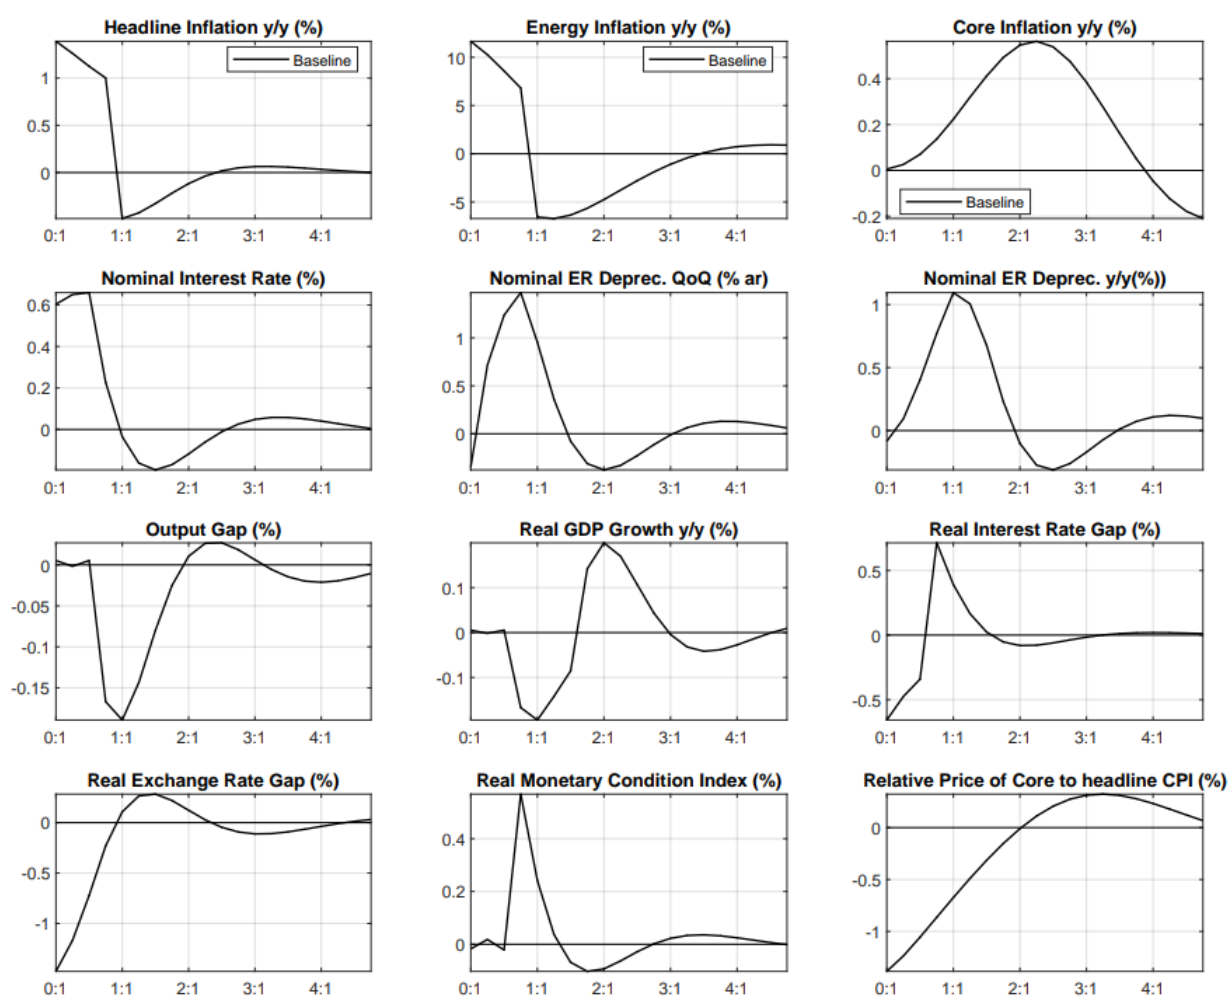 Headline Inflation y/y (%)
Energy Inflation y/y (%)
Core Inflation y/y (%)
Baseline
1
0.5
0
0:1 1:1 2:1 3:1 4:1
Baseline
10
5
0
-5
0:1 1:1 2:1 3:1 4:1
Baseline
0.4
0.2
0
-0.2
0:1 1:1 2:1 3:1 4:1
Nominal Interest Rate (%)
Nominal ER Deprec. QoQ (% ar)
Nominal ER Deprec. y/y(%))
0.6
0.4
0.2
0
0:1 1:1 2:1 3:1 4:1
1
0.5
0
0:1 1:1 2:1 3:1 4:1
1
0.5
0
0:1 1:1 2:1 3:1 4:1
Output Gap (%)
Real GDP Growth y/y (%)
Real Interest Rate Gap (%)
0
-0.05
-0.1
-0.15
0:1 1:1 2:1 3:1 4:1
0.1
0
-0.1
0:1 1:1 2:1 3:1 4:1
0.5
0
-0.5
0:1 1:1 2:1 3:1 4:1
Real Exchange Rate Gap (%)
Real Monetary Condition Index (%)
Relative Price of Core to headline CPI (%)
0
-0.5
-1
0:1 1:1 2:1 3:1 4:1
0.4
0.2
0
0:1 1:1 2:1 3:1 4:1
0
-0.5
-1
0:1 1:1 2:1 3:1 4:1